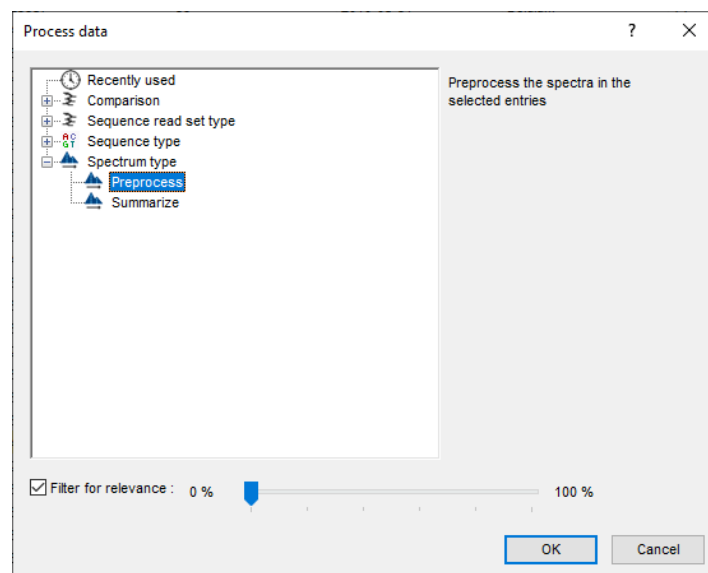 Process data
?
Recently used
Comparison
Sequence read set type
Sequence type
Spectrum type
Preprocess
Summarize
Preprocess the spectra in the
selected entries
Filter for relevance :
0 %
100 %
OK
Cancel